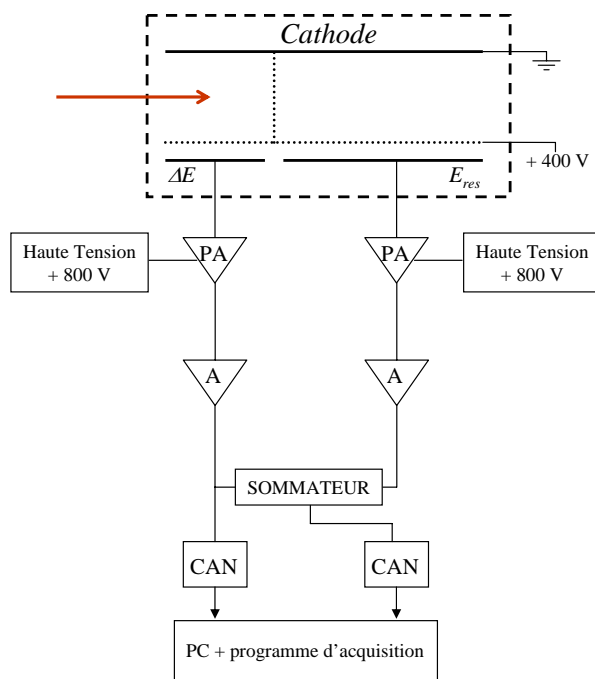 Cathode
+ 400 V
ΔE
E_res
Haute Tension
+ 800 V
PA
PA
Haute Tension
+ 800 V
A
A
SOMMATEUR
CAN
CAN
PC + programme d'acquisition